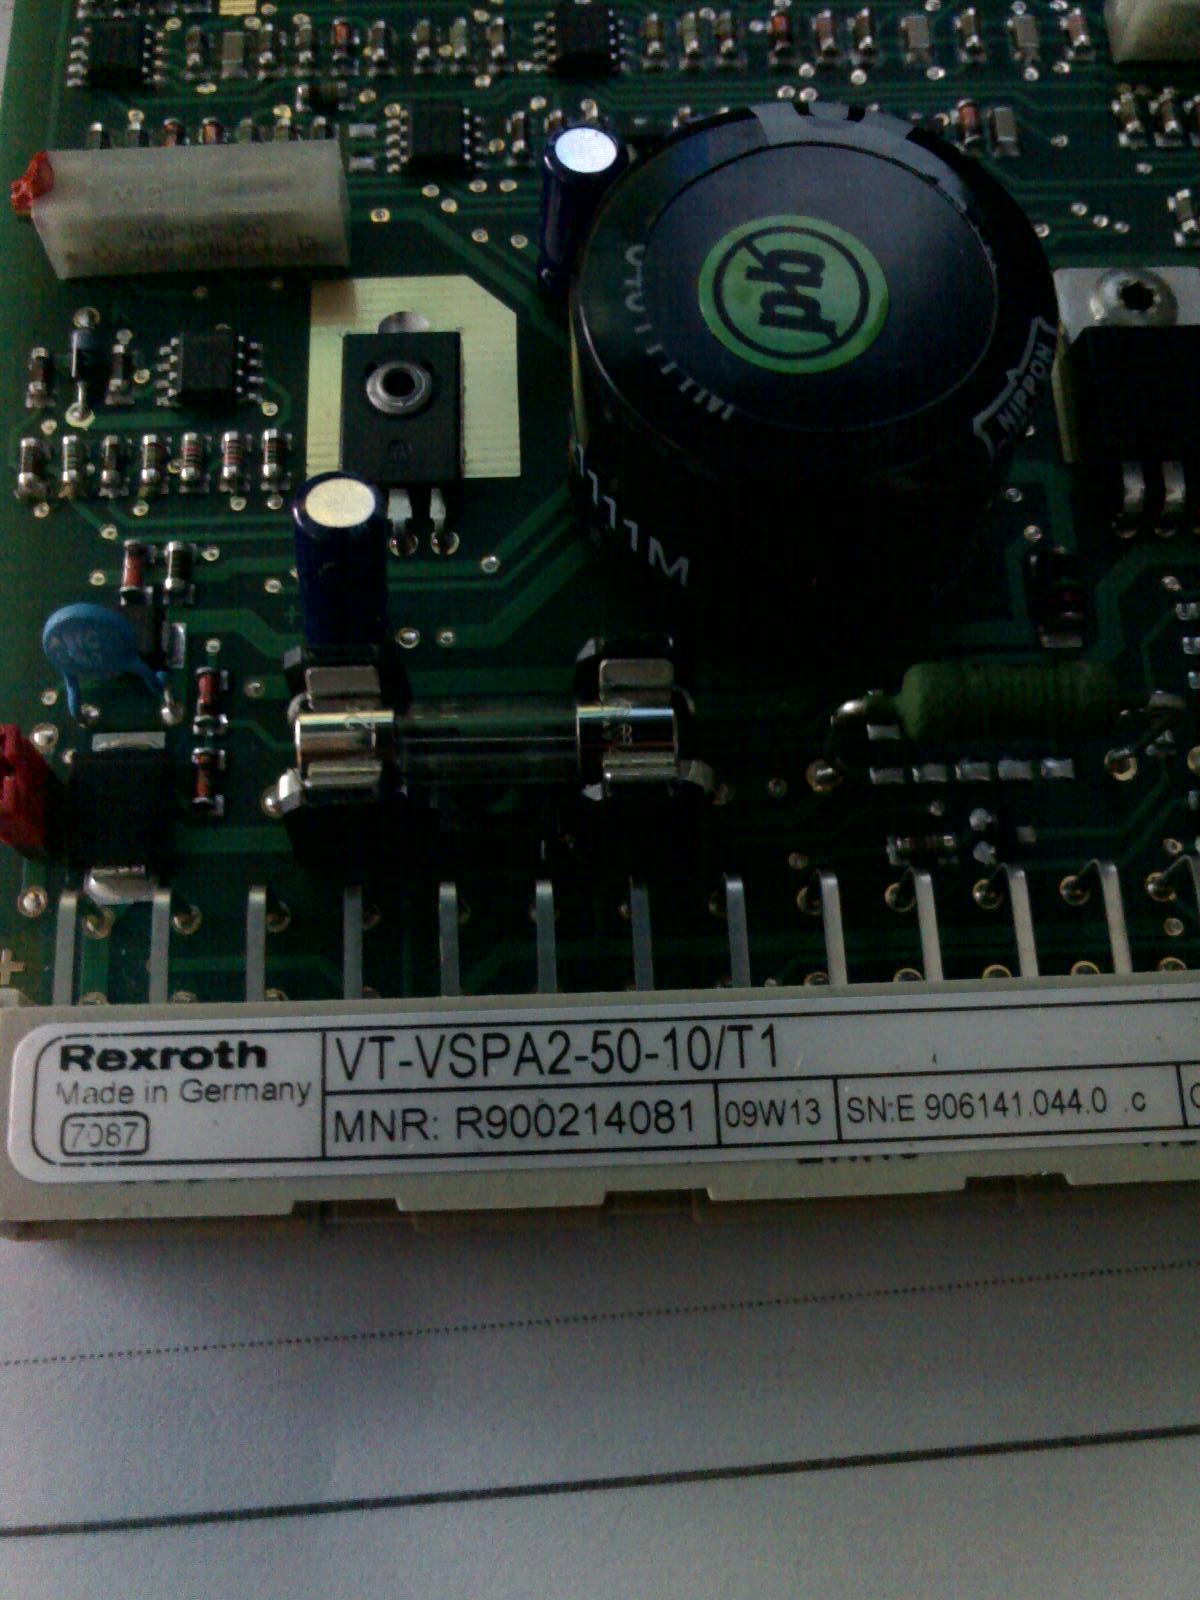 pb
NIPPON
Rexroth
Made in Germany
7087
VT-VSPA2-50-10/T1
MNR: R900214081
09W13
SN:E 906141.044.0 .c